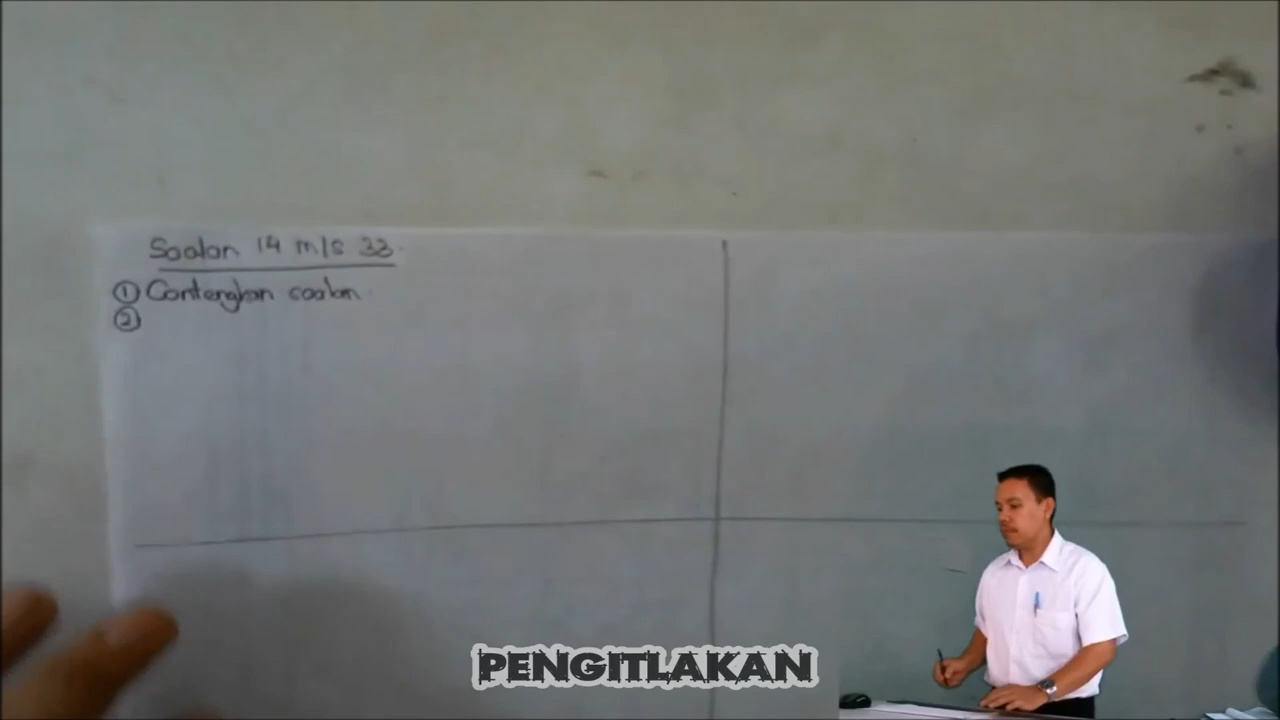 Soalan 14 m/s 33.
① Contengkan soalan.
②
PENGITLAKAN